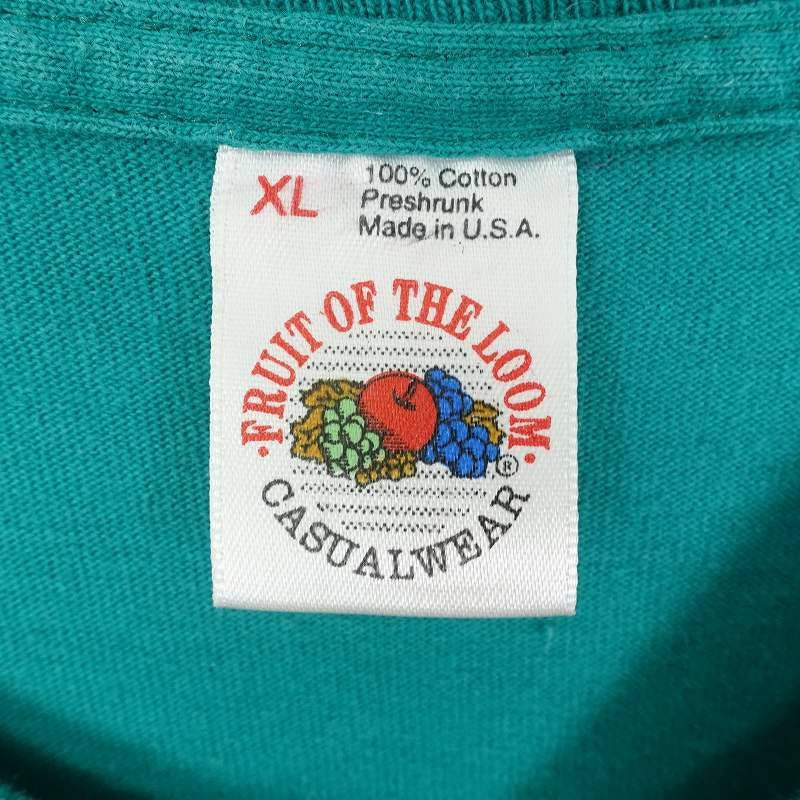 XL
100% Cotton
Preshrunk
Made in U.S.A.
·FRUIT OF THE LOOM·
®
CASUALWEAR